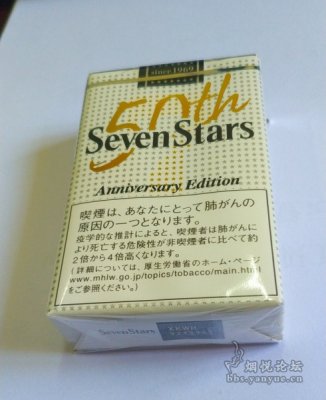 since 1969
50th
Seven Stars
Anniversary Edition
喫煙は、あなたにとって肺がんの
原因の一つとなります。
疫学的な推計によると、喫煙者は肺がんに
より死亡する危険性が非喫煙者に比べて約
2倍から4倍高くなります。
(詳細については、厚生労働省のホーム・ページ
www.mhlw.go.jp/topics/tobacco/main.html
をご参照ください。)
SevenStars
烟悦论坛
bbs.yanyue.cn